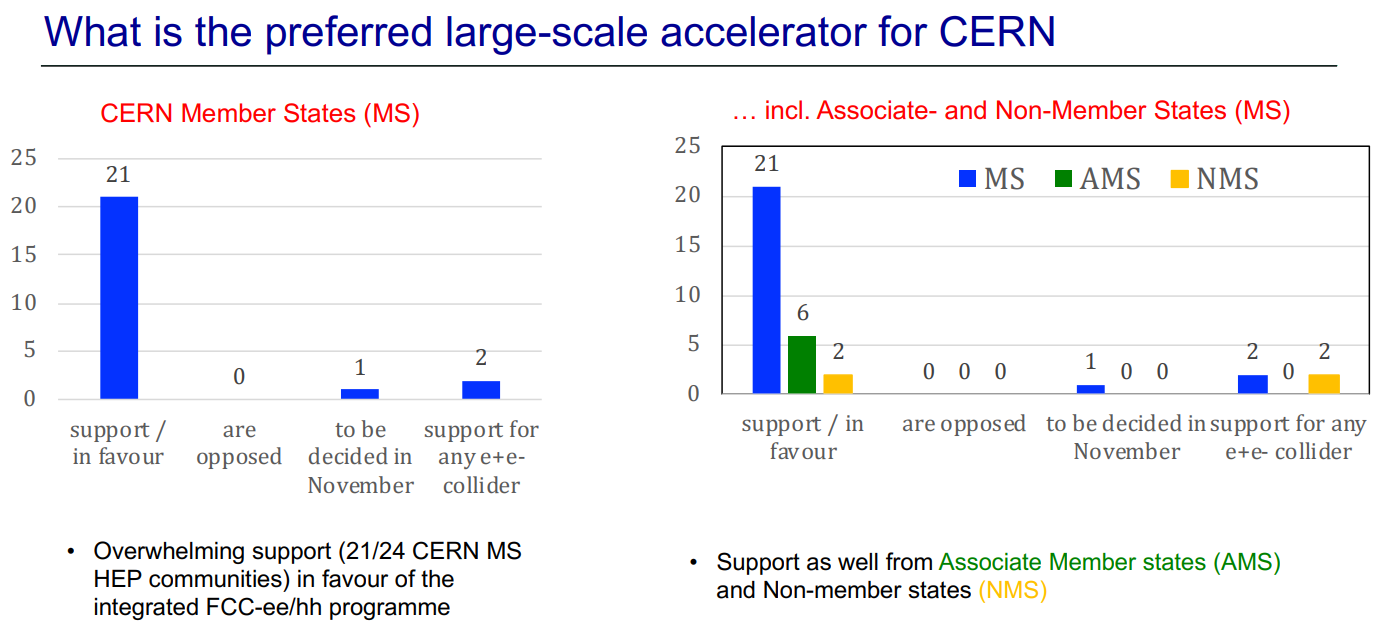 What is the preferred large-scale accelerator for CERN
CERN Member States (MS)
25
20
15
10
5
0
21
0
1
2
support /
in favour
are
opposed
to be
decided in
November
support for
any e+e-
collider
• Overwhelming support (21/24 CERN MS
HEP communities) in favour of the
integrated FCC-ee/hh programme
… incl. Associate- and Non-Member States (MS)
25
20
15
10
5
0
MS AMS NMS
21
6
2
0 0 0
1 0 0
2 0 2
support / in
favour
are opposed
to be decided in
November
support for any
e+e- collider
• Support as well from Associate Member states (AMS)
and Non-member states (NMS)